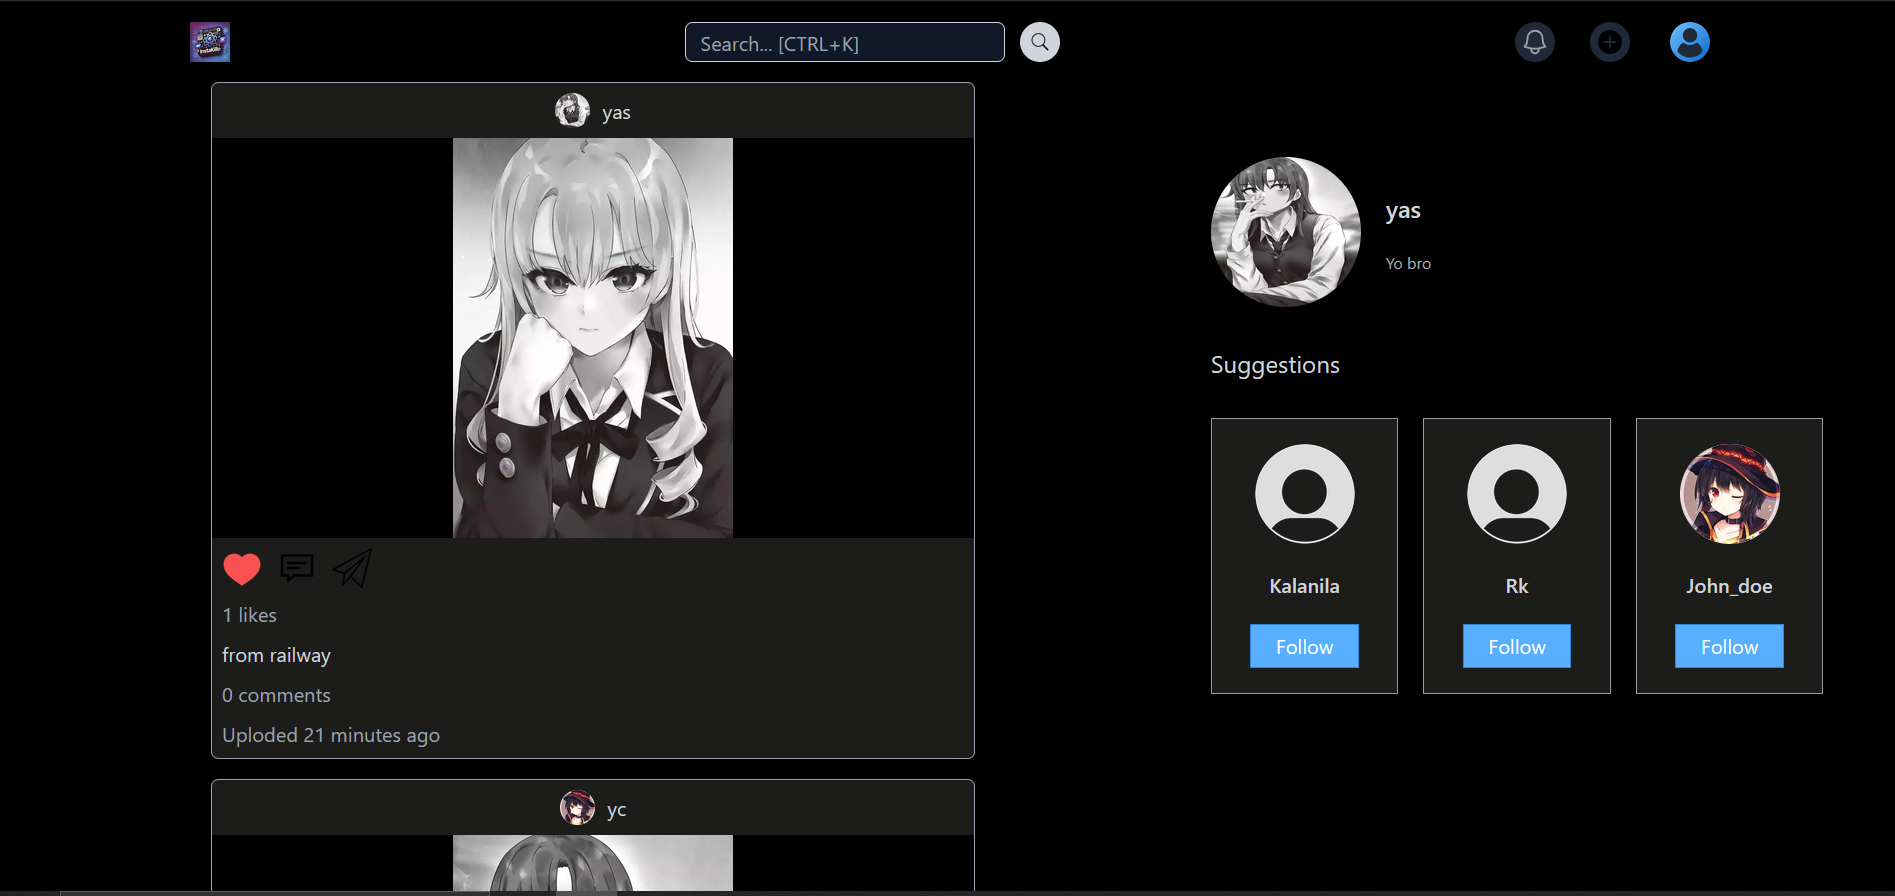 InstaKilo
Search... [CTRL+K]
yas
1 likes
from railway
0 comments
Uploded 21 minutes ago
yc
yas
Yo bro
Suggestions
Kalanila
Follow
Rk
Follow
John_doe
Follow